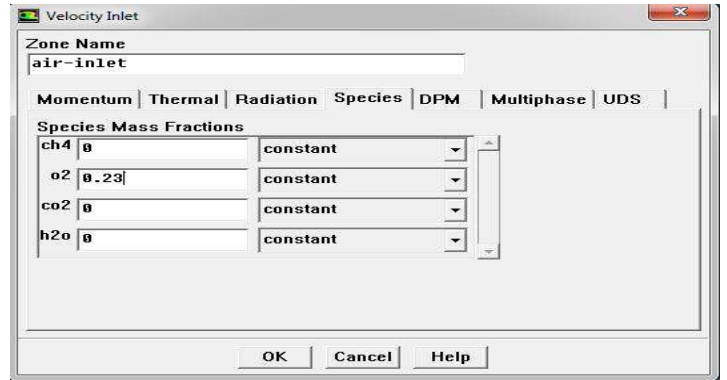 Velocity Inlet
Zone Name
air-inlet
Momentum Thermal Radiation Species DPM Multiphase UDS
Species Mass Fractions
ch4 0 constant
o2 0.23 constant
co2 0 constant
h2o 0 constant
OK Cancel Help